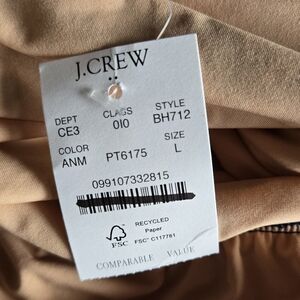 J.CREW
DEPT CLASS STYLE
CE3 010 BH712
COLOR SIZE
ANM PT6175 L
099107332815
RECYCLED
Paper
FSC FSC® C117781
COMPARABLE VALUE